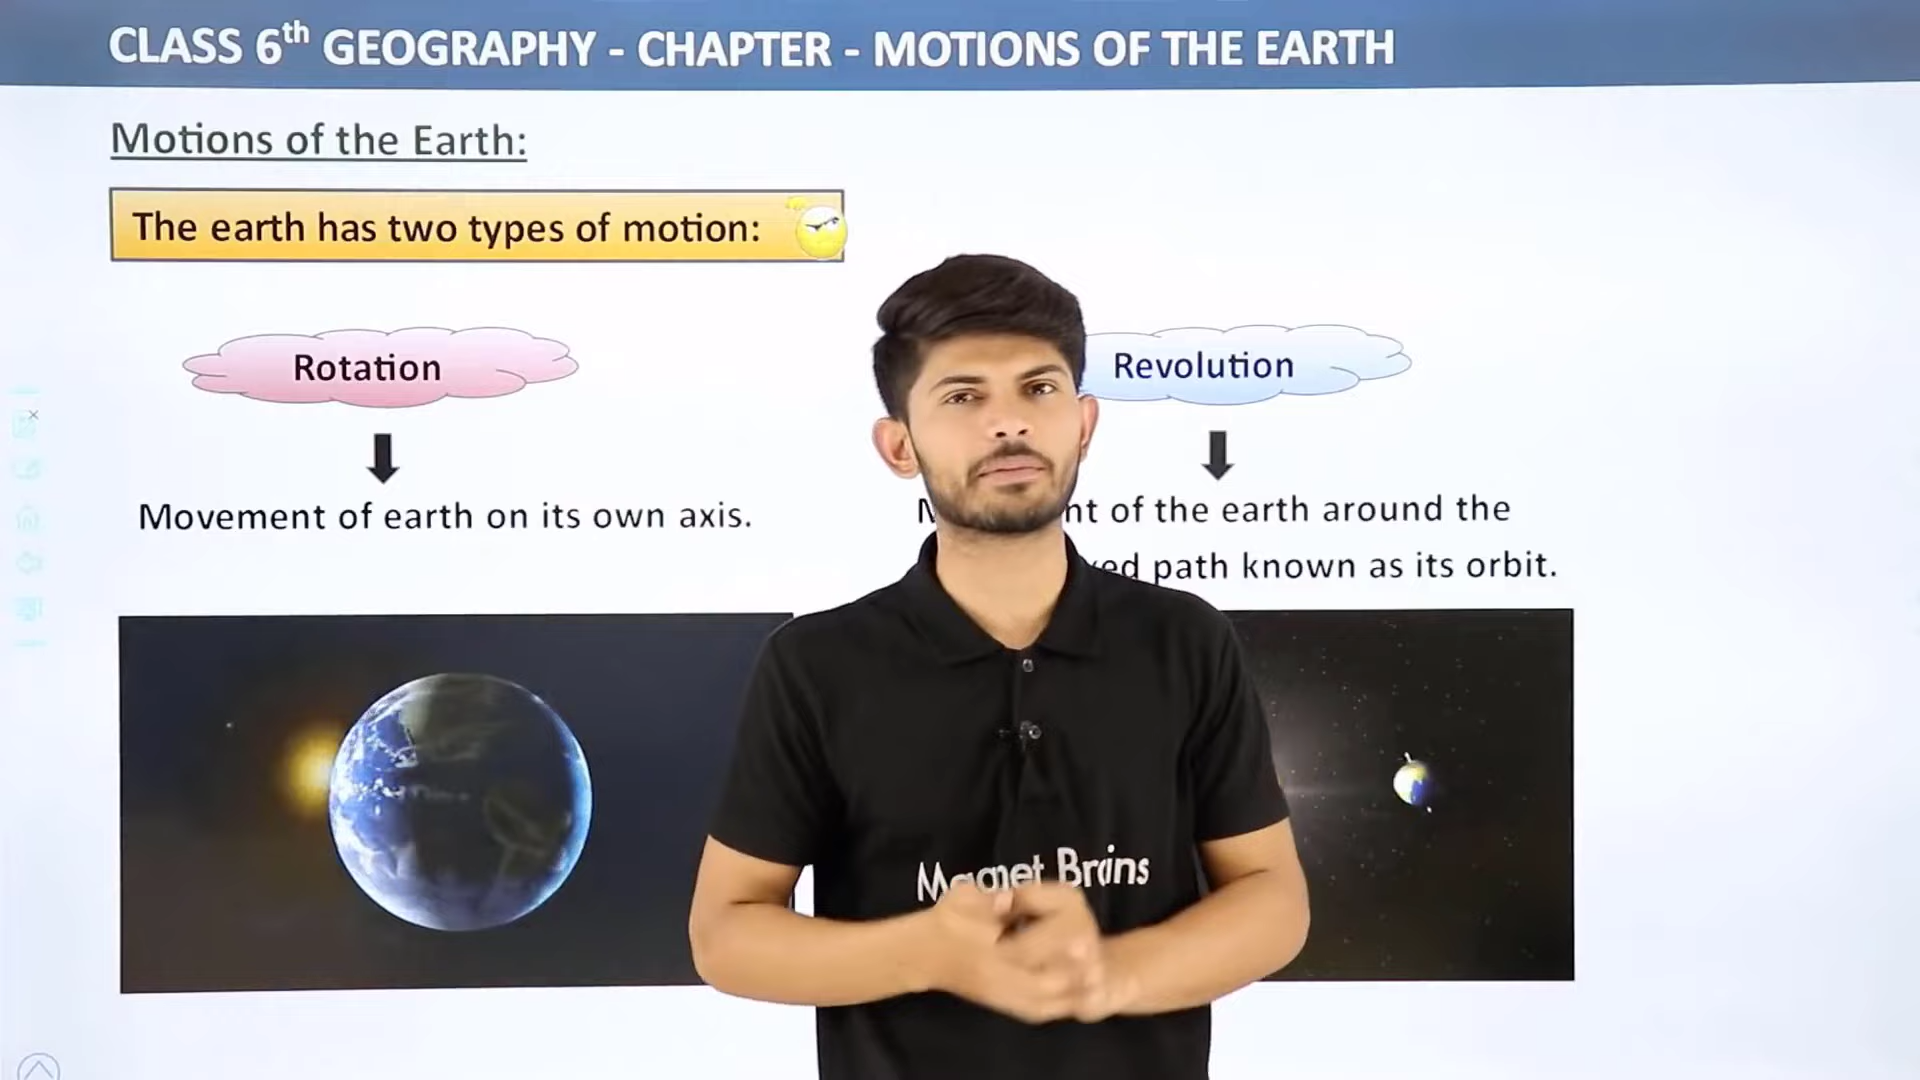 CLASS 6th GEOGRAPHY - CHAPTER - MOTIONS OF THE EARTH
Motions of the Earth:
The earth has two types of motion:
Rotation
Revolution
Movement of earth on its own axis.
of the earth around the
path known as its orbit.
Magnet Brains